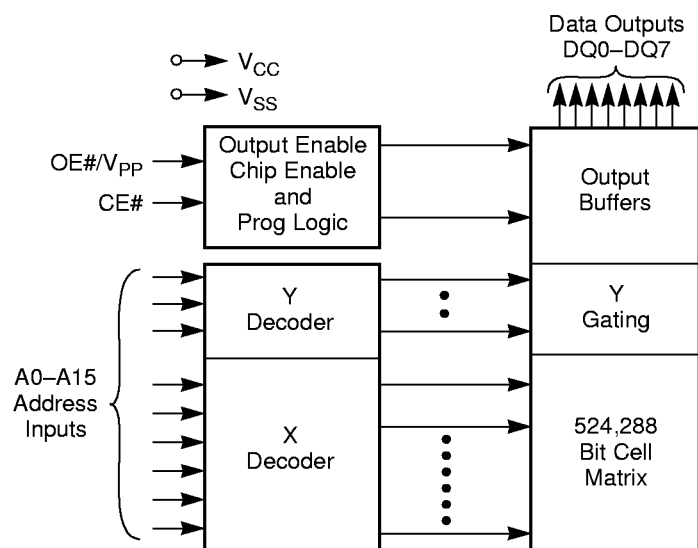 Data Outputs
DQ0–DQ7
V_CC
V_SS
OE#/V_PP
CE#
Output Enable
Chip Enable
and
Prog Logic
Output
Buffers
Y
Decoder
Y
Gating
A0–A15
Address
Inputs
X
Decoder
524,288
Bit Cell
Matrix